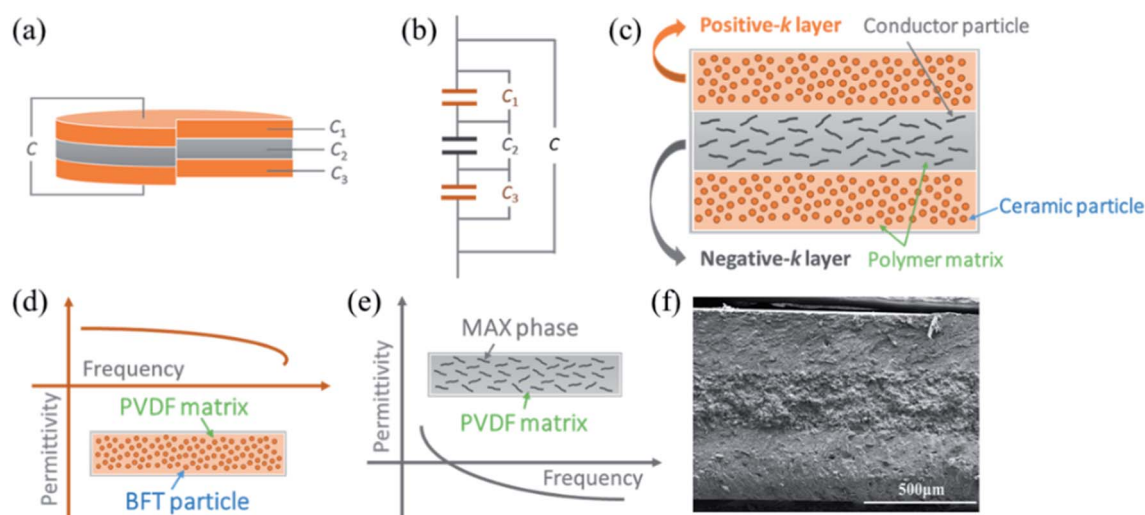 (a)
C
C1
C2
C3
(b)
C1
C2
C3
C
(c)
Positive-k layer
Conductor particle
Ceramic particle
Negative-k layer
Polymer matrix
(d)
Permittivity
Frequency
PVDF matrix
BFT particle
(e)
Permittivity
MAX phase
PVDF matrix
Frequency
(f)
500μm